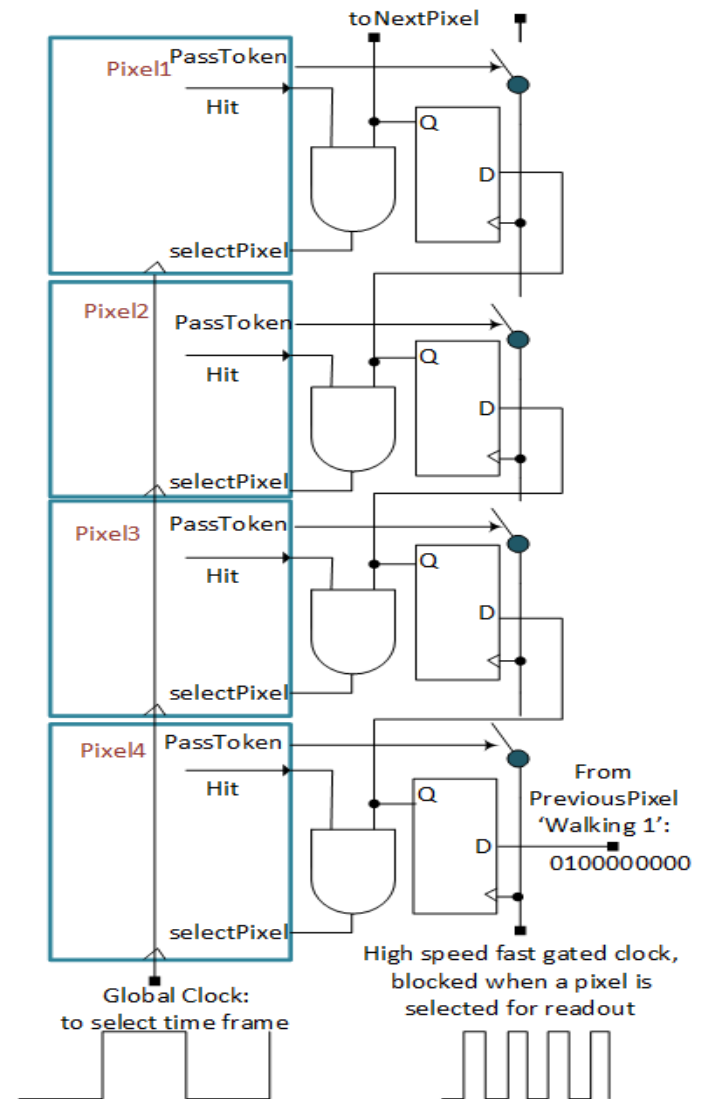 toNextPixel
Pixel1
PassToken
Hit
Q
D
selectPixel
Pixel2
PassToken
Hit
Q
D
selectPixel
Pixel3
PassToken
Hit
Q
D
selectPixel
Pixel4
PassToken
Hit
Q
D
From
PreviousPixel
‘Walking 1’:
0100000000
selectPixel
High speed fast gated clock,
blocked when a pixel is
selected for readout
Global Clock:
to select time frame